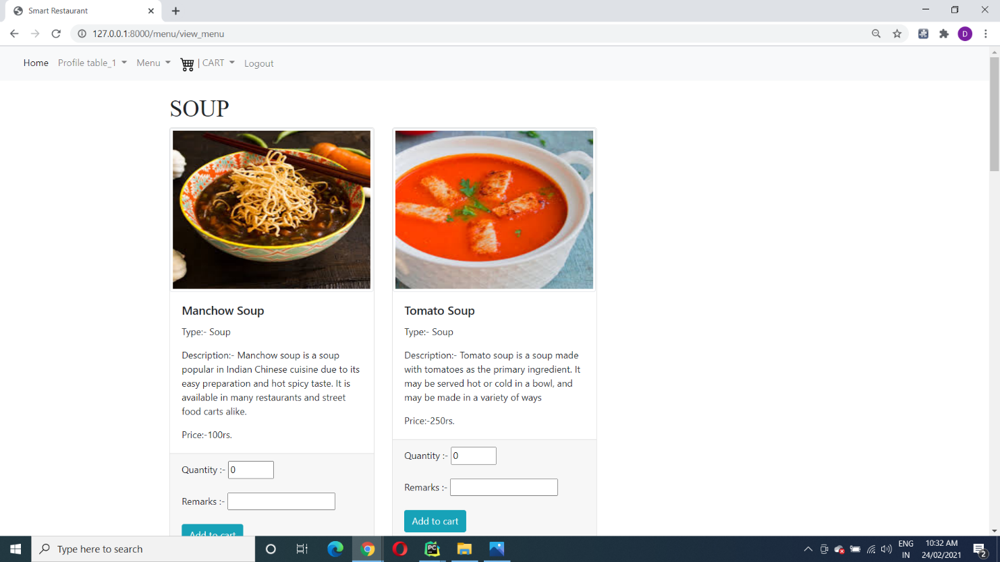 Smart Restaurant
127.0.0.1:8000/menu/view_menu
D
Home Profile table_1 Menu | CART Logout
SOUP
Manchow Soup
Type:- Soup
Description:- Manchow soup is a soup
popular in Indian Chinese cuisine due to its
easy preparation and hot spicy taste. It is
available in many restaurants and street
food carts alike.
Price:-100rs.
Quantity :- 0
Remarks :-
Add to cart
Tomato Soup
Type:- Soup
Description:- Tomato soup is a soup made
with tomatoes as the primary ingredient. It
may be served hot or cold in a bowl, and
may be made in a variety of ways
Price:-250rs.
Quantity :- 0
Remarks :-
Add to cart
Type here to search
PC
ENG
IN
10:32 AM
24/02/2021
2